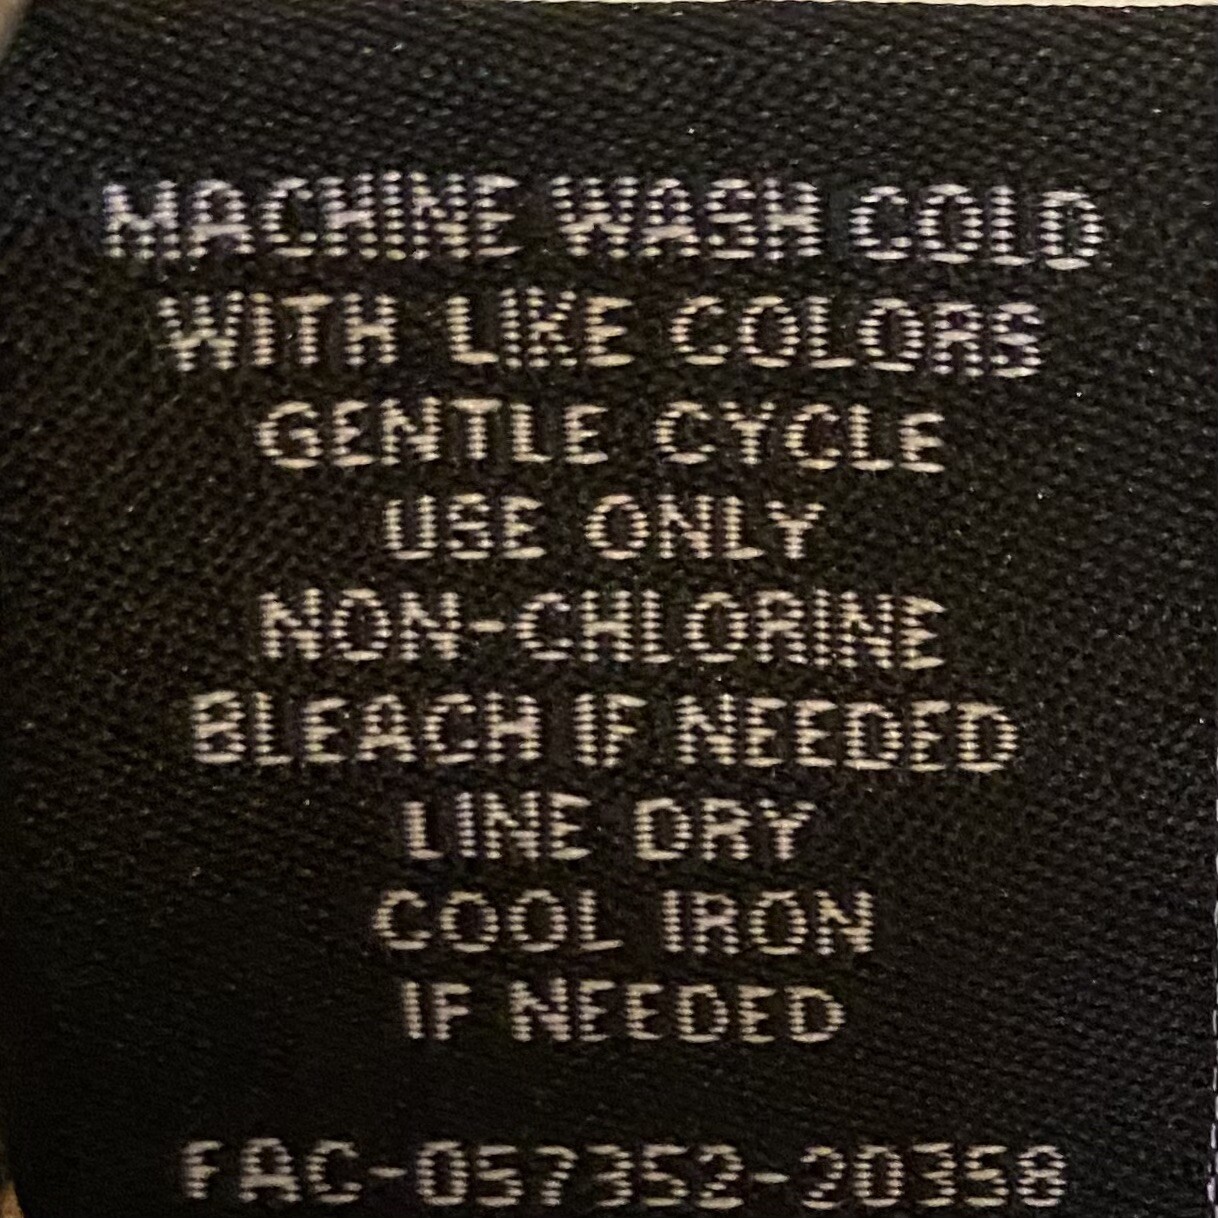 MACHINE WASH COLD
WITH LIKE COLORS
GENTLE CYCLE
USE ONLY
NON-CHLORINE
BLEACH IF NEEDED
LINE DRY
COOL IRON
IF NEEDED
FAC-057352-20358